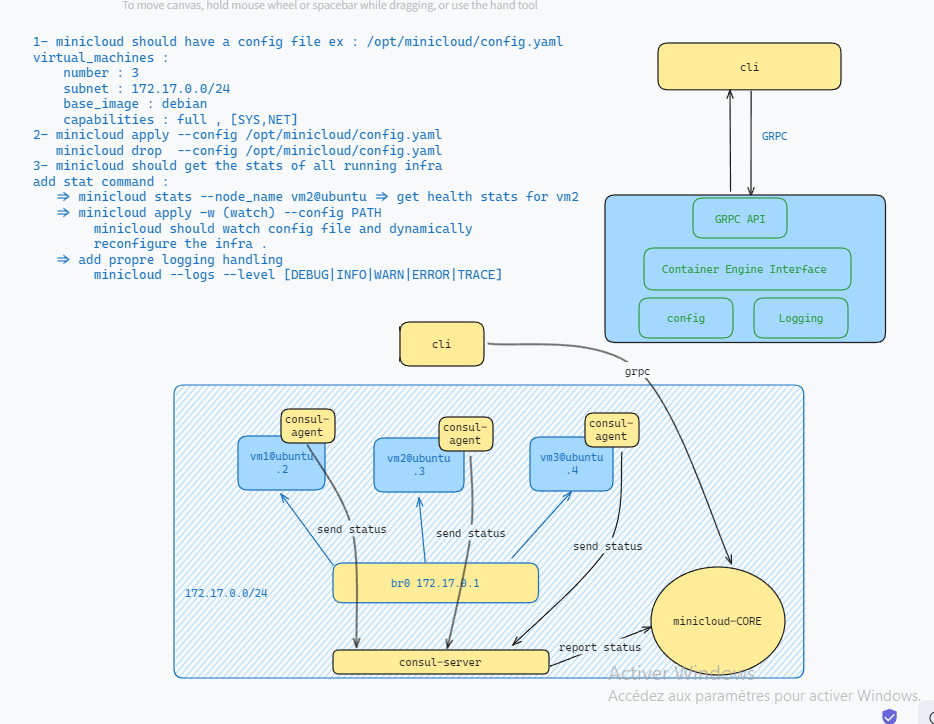 To move canvas, hold mouse wheel or spacebar while dragging, or use the hand tool
1- minicloud should have a config file ex : /opt/minicloud/config.yaml
virtual_machines :
number : 3
subnet : 172.17.0.0/24
base_image : debian
capabilities : full , [SYS,NET]
2- minicloud apply --config /opt/minicloud/config.yaml
minicloud drop --config /opt/minicloud/config.yaml
3- minicloud should get the stats of all running infra
add stat command :
=> minicloud stats --node_name vm2@ubuntu => get health stats for vm2
=> minicloud apply -w (watch) --config PATH
minicloud should watch config file and dynamically
reconfigure the infra .
=> add propre logging handling
minicloud --logs --level [DEBUG|INFO|WARN|ERROR|TRACE]
cli
GRPC
GRPC API
Container Engine Interface
config
Logging
cli
grpc
consul-
agent
consul-
agent
consul-
agent
vm1@ubuntu
.2
vm2@ubuntu
.3
vm3@ubuntu
.4
send status
send status
send status
br0 172.17.0.1
172.17.0.0/24
minicloud-CORE
report status
consul-server
Activer Windows
Accédez aux paramètres pour activer Windows.